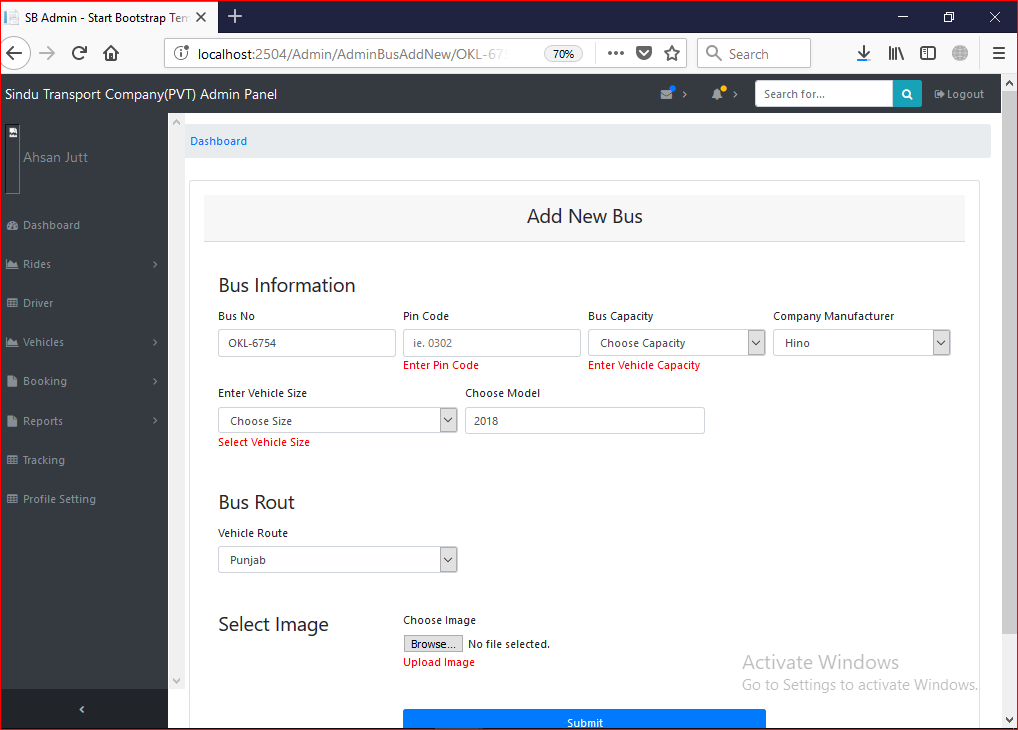 SB Admin - Start Bootstrap Tem
localhost:2504/Admin/AdminBusAddNew/OKL-675
70%
Search
Sindu Transport Company(PVT) Admin Panel
Search for...
Logout
Ahsan Jutt
Dashboard
Rides
Driver
Vehicles
Booking
Reports
Tracking
Profile Setting
Dashboard
Add New Bus
Bus Information
Bus No
Pin Code
Bus Capacity
Company Manufacturer
OKL-6754
ie. 0302
Choose Capacity
Hino
Enter Pin Code
Enter Vehicle Capacity
Enter Vehicle Size
Choose Model
Choose Size
2018
Select Vehicle Size
Bus Rout
Vehicle Route
Punjab
Select Image
Choose Image
Browse...
No file selected.
Upload Image
Submit
Activate Windows
Go to Settings to activate Windows.